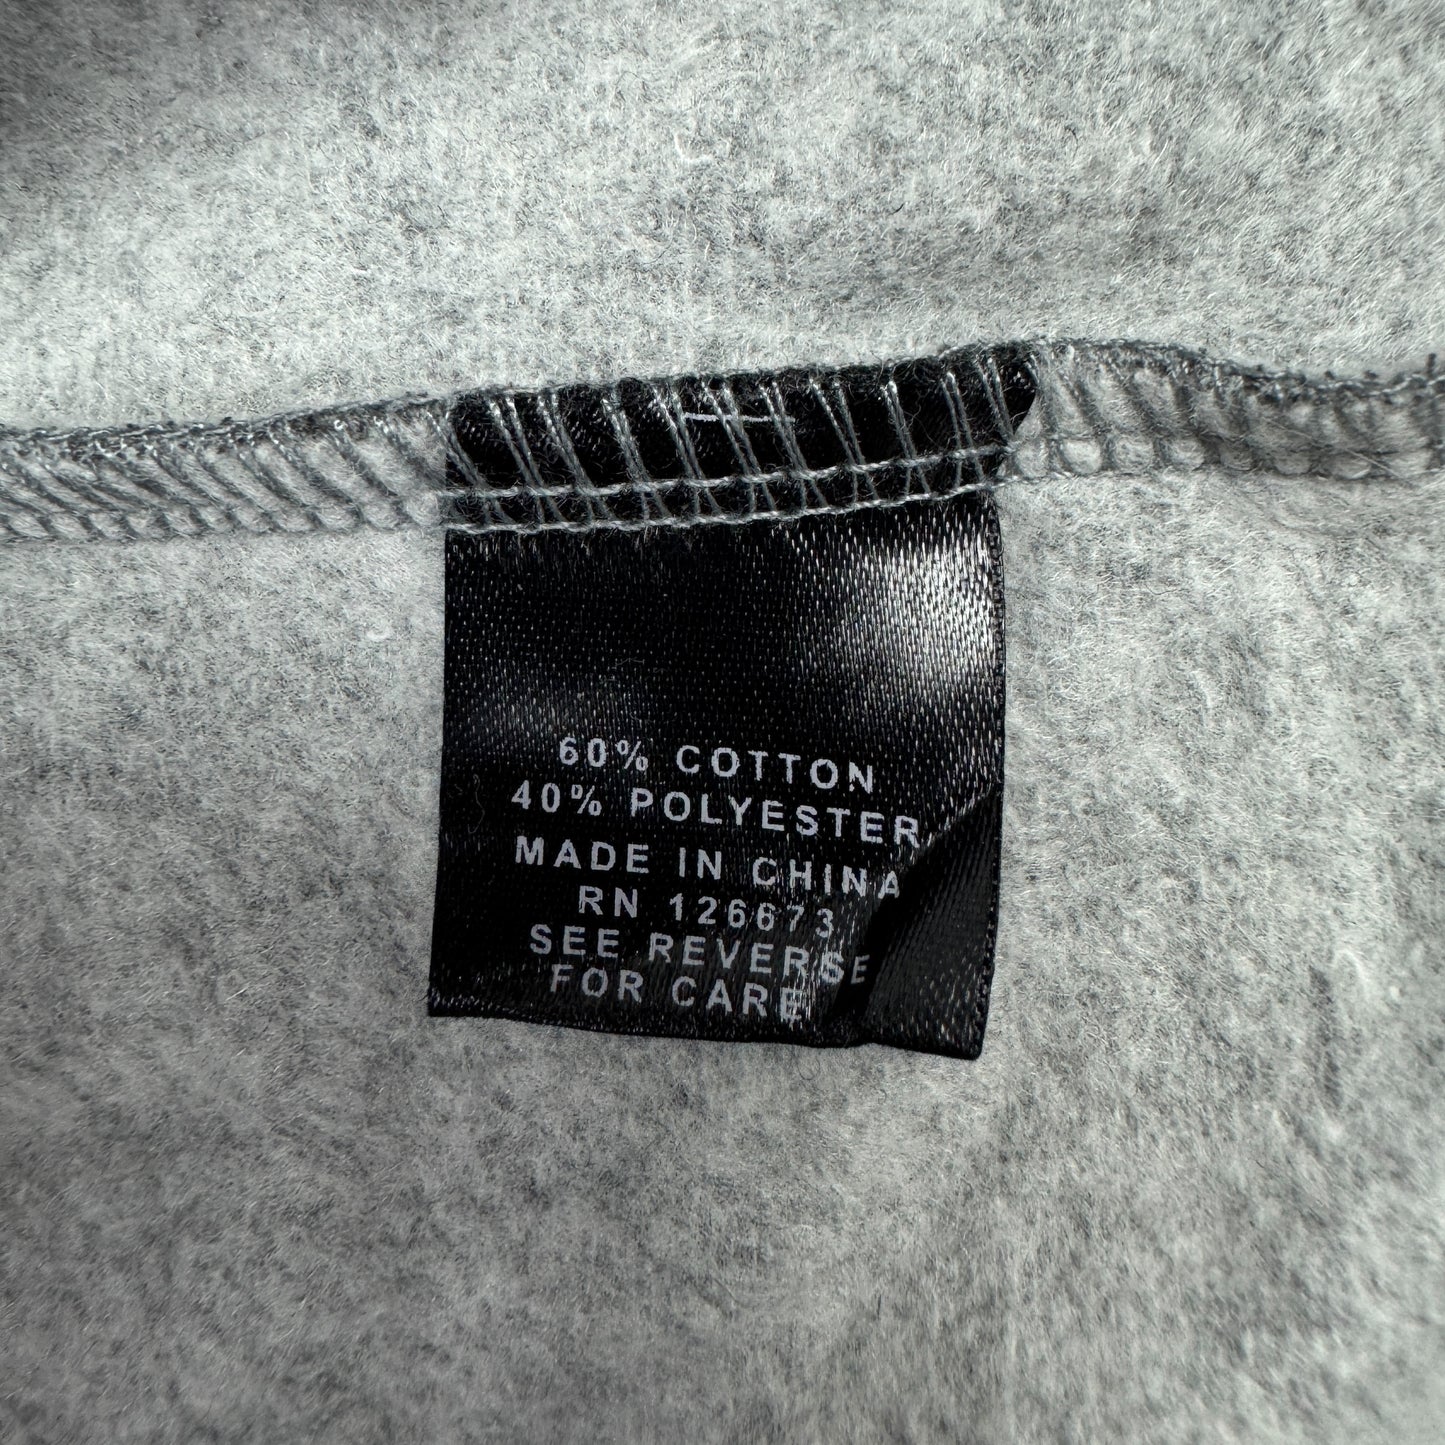 60% COTTON
40% POLYESTER
MADE IN CHINA
RN 126673
SEE REVERSE
FOR CARE